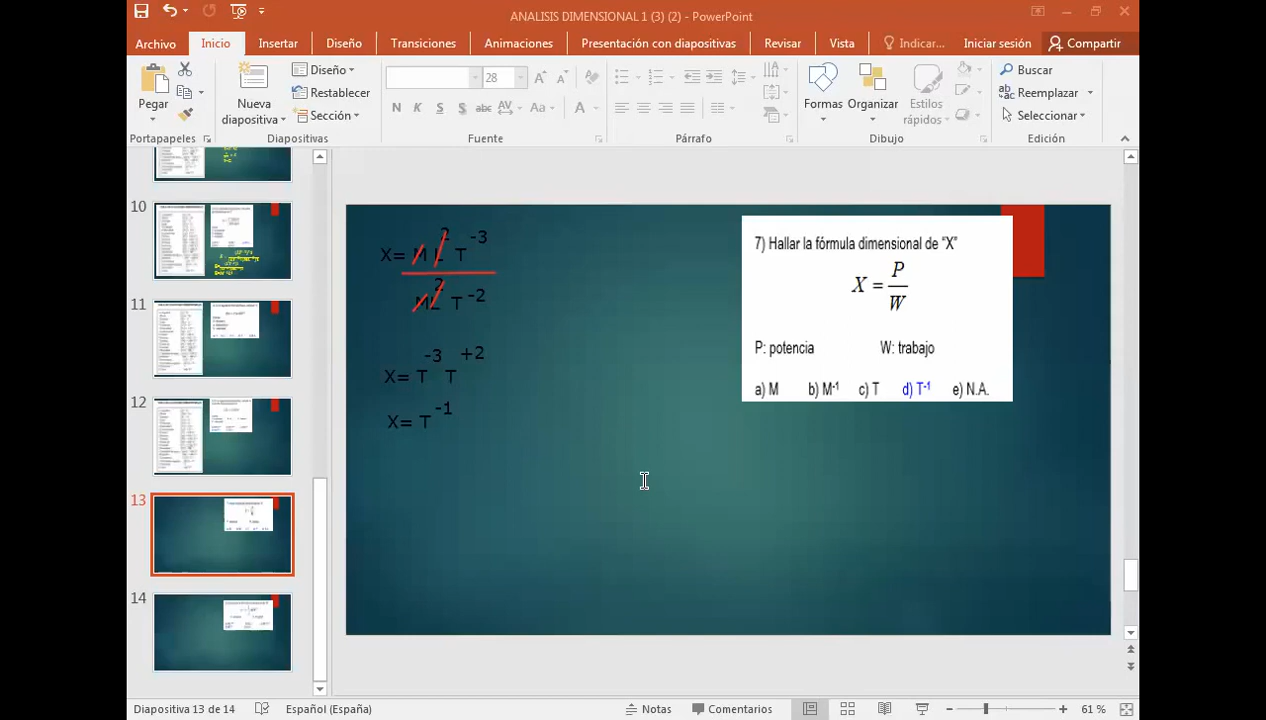 ANALISIS DIMENSIONAL 1 (3) (2) - PowerPoint
Archivo Inicio Insertar Diseño Transiciones Animaciones Presentación con diapositivas Revisar Vista Indicar... Iniciar sesión Compartir
Pegar
Nueva diapositiva
Diseño
Restablecer
Sección
28
N K S S abc AV Aa A
Formas
Organizar
Estilos rápidos
Buscar
Reemplazar
Seleccionar
Portapapeles Diapositivas Fuente Párrafo Dibujo Edición
10
11
12
13
14
X= M L² T⁻³
M L² T⁻²
X= T⁻³ T⁺²
X= T⁻¹
7) Hallar la fórmula dimensional de “X”
X = P/W
P: potencia W: trabajo
a) M b) M⁻¹ c) T d) T⁻¹ e) N.A.
Diapositiva 13 de 14 Español (España) Notas Comentarios 61 %